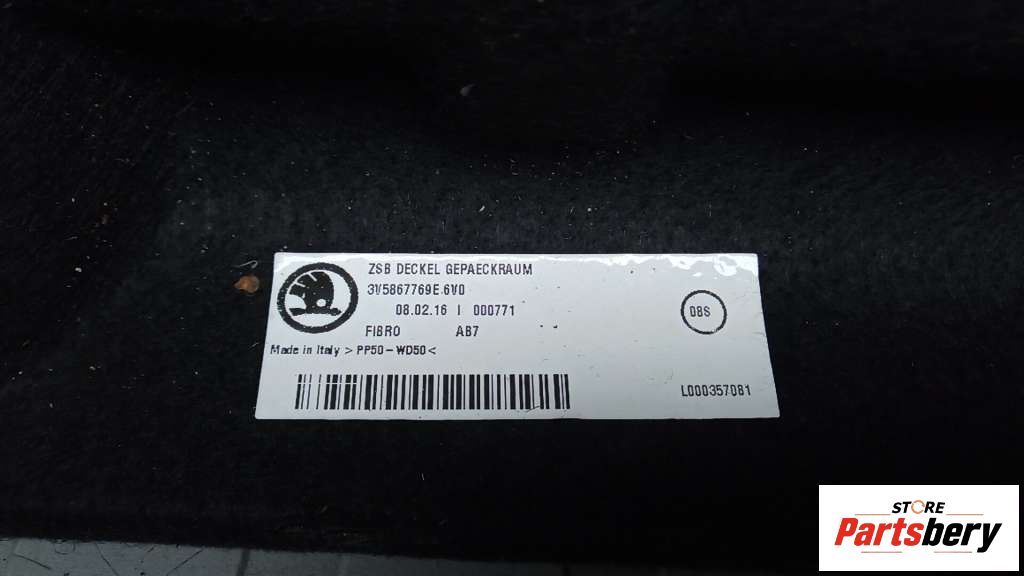 ZSB DECKEL GEPAECKRAUM
3V5867769E.6V0
08.02.16 I 000771
08S
FIBRO AB7
Made in Italy >PP50-WD50<
L000357081
STORE
Partsbery